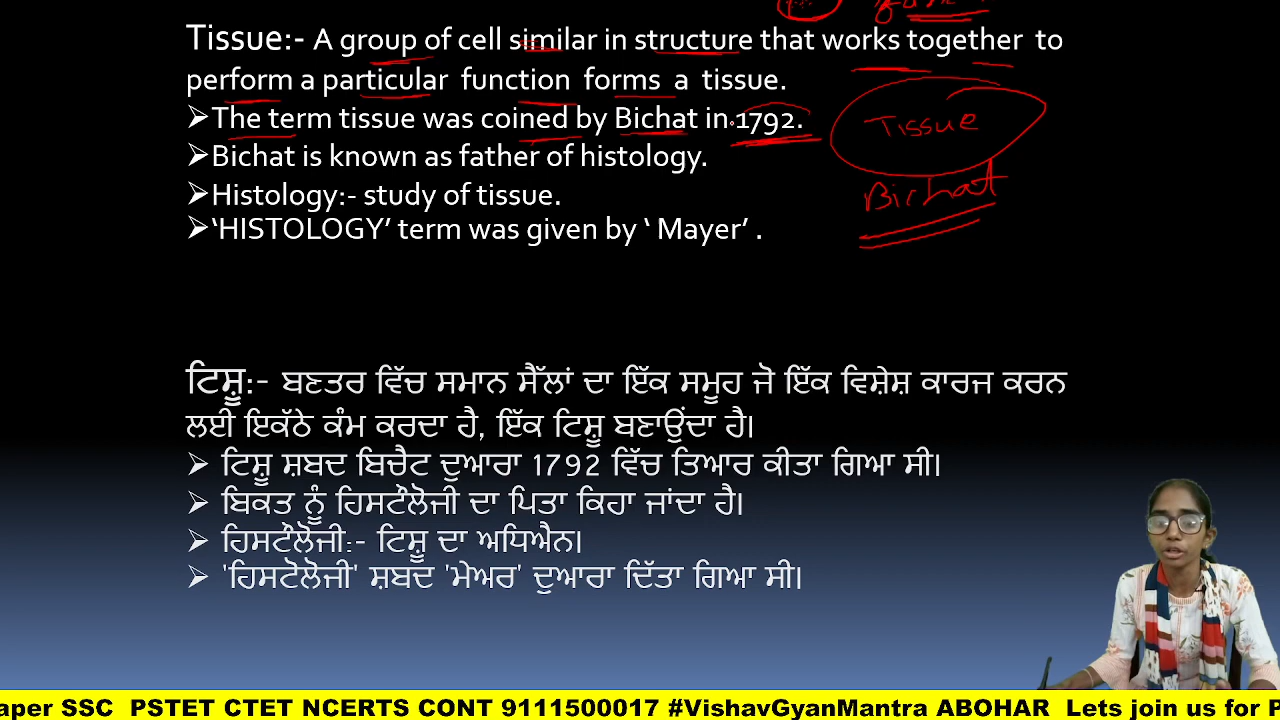 Tissue:- A group of cell similar in structure that works together to
perform a particular function forms a tissue.
➢The term tissue was coined by Bichat in 1792.
➢Bichat is known as father of histology.
➢Histology:- study of tissue.
➢‘HISTOLOGY’ term was given by ‘ Mayer’ .
Tissue
Bichat
ਟਿਸ਼ੂ:- ਬਣਤਰ ਵਿੱਚ ਸਮਾਨ ਸੈੱਲਾਂ ਦਾ ਇੱਕ ਸਮੂਹ ਜੋ ਇੱਕ ਵਿਸ਼ੇਸ਼ ਕਾਰਜ ਕਰਨ
ਲਈ ਇਕੱਠੇ ਕੰਮ ਕਰਦਾ ਹੈ, ਇੱਕ ਟਿਸ਼ੂ ਬਣਾਉਂਦਾ ਹੈ।
➢ ਟਿਸ਼ੂ ਸ਼ਬਦ ਬਿਚੈਟ ਦੁਆਰਾ 1792 ਵਿੱਚ ਤਿਆਰ ਕੀਤਾ ਗਿਆ ਸੀ।
➢ ਬਿਕਤ ਨੂੰ ਹਿਸਟੌਲੋਜੀ ਦਾ ਪਿਤਾ ਕਿਹਾ ਜਾਂਦਾ ਹੈ।
➢ ਹਿਸਟੌਲੋਜੀ:- ਟਿਸ਼ੂ ਦਾ ਅਧਿਐਨ।
➢ 'ਹਿਸਟੋਲੋਜੀ' ਸ਼ਬਦ 'ਮੇਅਰ' ਦੁਆਰਾ ਦਿੱਤਾ ਗਿਆ ਸੀ।
aper SSC PSTET CTET NCERTS CONT 9111500017 #VishavGyanMantra ABOHAR Lets join us for P